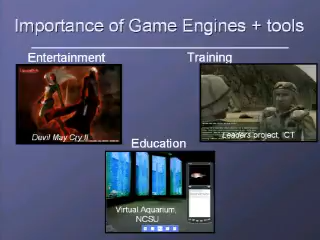 Importance of Game Engines + tools
Entertainment
Training
Devil May Cry II
Leaders project, ICT
Education
Virtual Aquarium,
NCSU